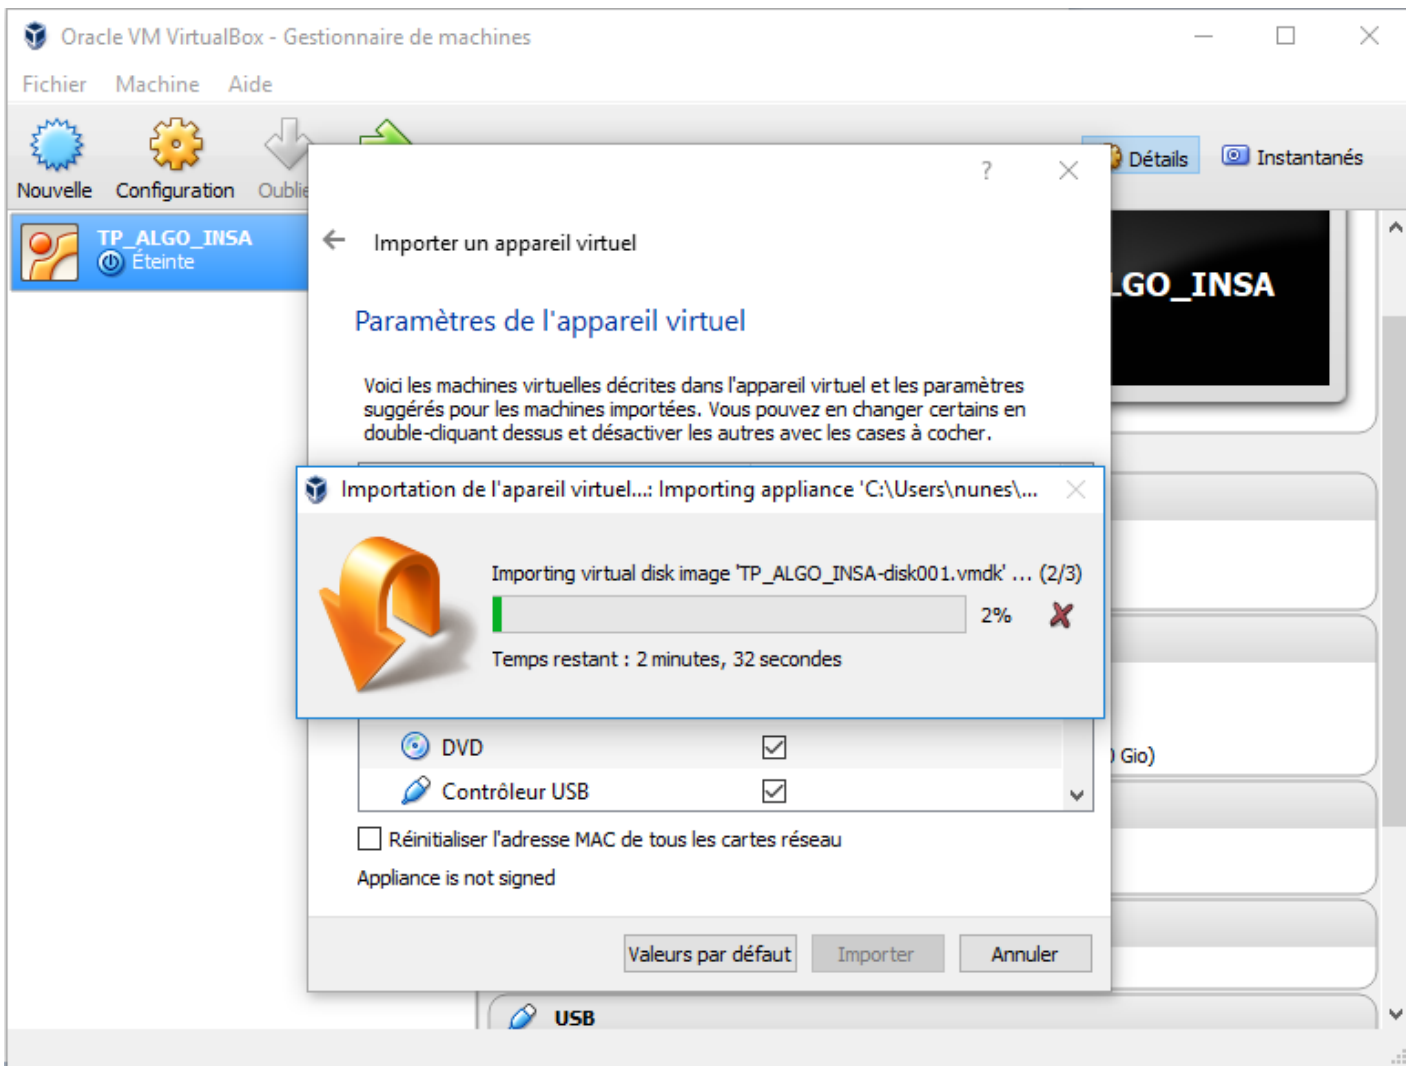 Oracle VM VirtualBox - Gestionnaire de machines
Fichier Machine Aide
Nouvelle Configuration Oublie
Détails Instantanés
TP_ALGO_INSA
Éteinte
LGO_INSA
?
Importer un appareil virtuel
Paramètres de l'appareil virtuel
Voici les machines virtuelles décrites dans l'appareil virtuel et les paramètres
suggérés pour les machines importées. Vous pouvez en changer certains en
double-cliquant dessus et désactiver les autres avec les cases à cocher.
Importation de l'apareil virtuel...: Importing appliance 'C:\Users\nunes\...
Importing virtual disk image 'TP_ALGO_INSA-disk001.vmdk' ... (2/3)
2%
Temps restant : 2 minutes, 32 secondes
DVD
Contrôleur USB
Gio)
Réinitialiser l'adresse MAC de tous les cartes réseau
Appliance is not signed
Valeurs par défaut Importer Annuler
USB